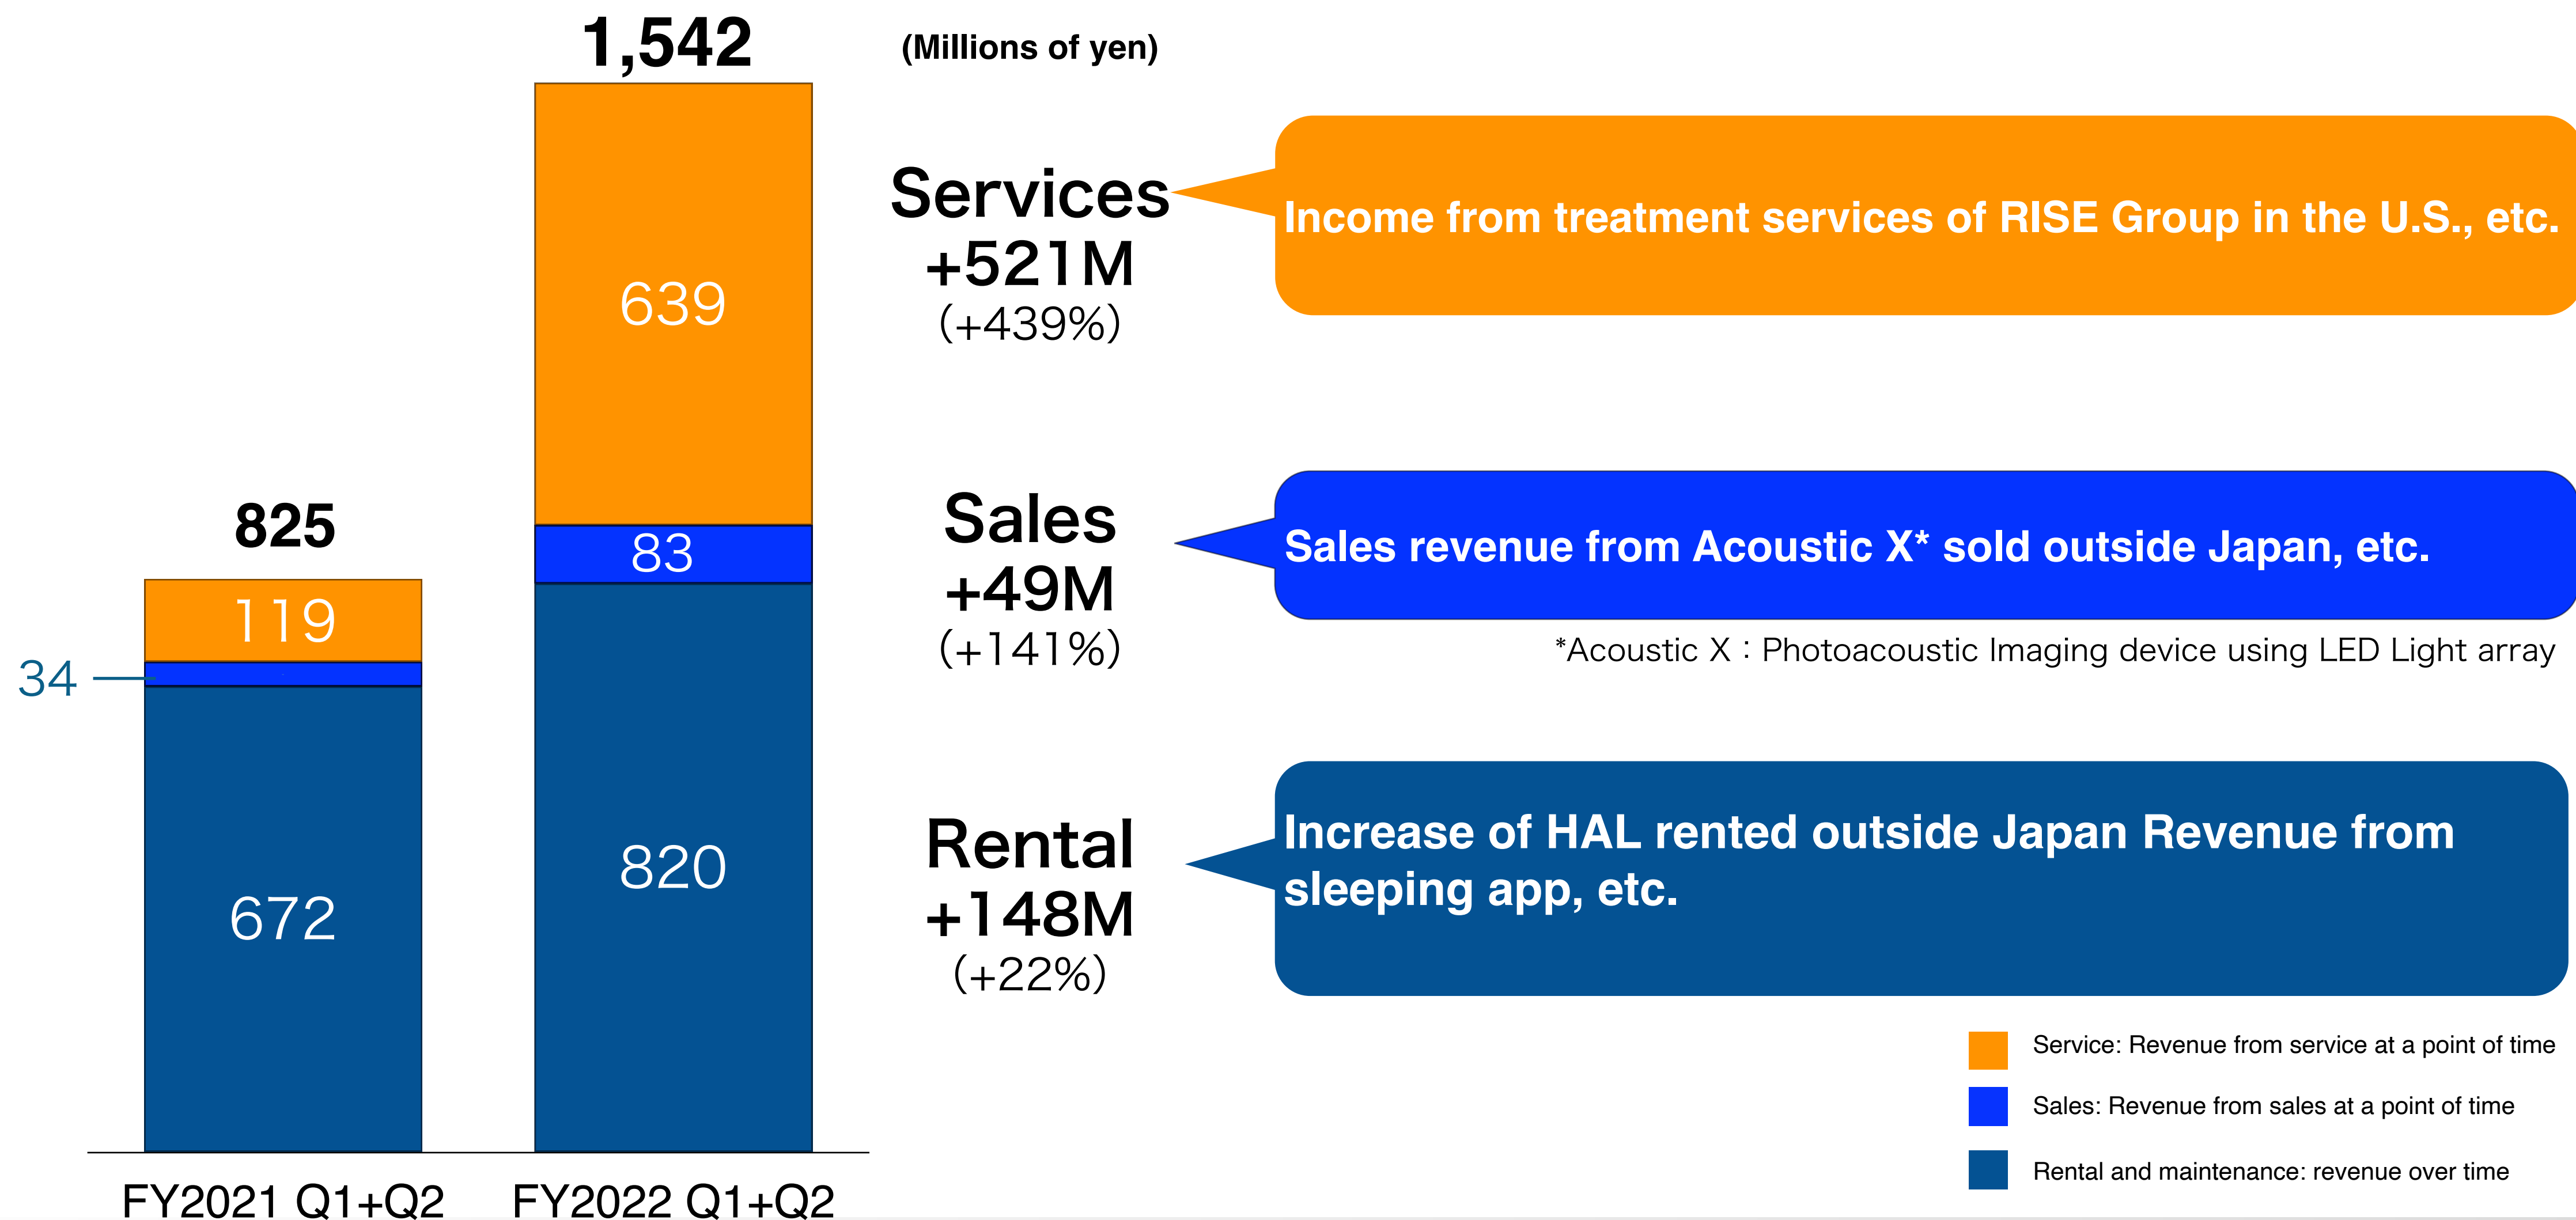 1,542
(Millions of yen)
639
83
820
FY2022 Q1+Q2
825
119
34
672
FY2021 Q1+Q2
Services
+521M
(+439%)
Income from treatment services of RISE Group in the U.S., etc.
Sales
+49M
(+141%)
Sales revenue from Acoustic X* sold outside Japan, etc.
*Acoustic X：Photoacoustic Imaging device using LED Light array
Rental
+148M
(+22%)
Increase of HAL rented outside Japan Revenue from
sleeping app, etc.
Service: Revenue from service at a point of time
Sales: Revenue from sales at a point of time
Rental and maintenance: revenue over time